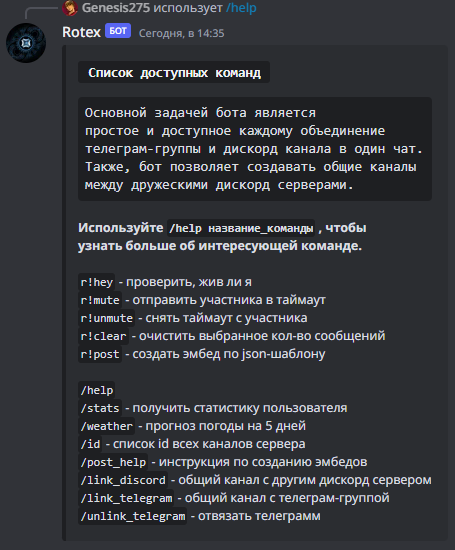 Genesis275 использует /help
Rotex БОТ Сегодня, в 14:35
Список доступных команд
Основной задачей бота является
простое и доступное каждому объединение
телеграм-группы и дискорд канала в один чат.
Также, бот позволяет создавать общие каналы
между дружескими дискорд серверами.
Используйте /help название_команды , чтобы
узнать больше об интересующей команде.
r!hey - проверить, жив ли я
r!mute - отправить участника в таймаут
r!unmute - снять таймаут с участника
r!clear - очистить выбранное кол-во сообщений
r!post - создать эмбед по json-шаблону
/help
/stats - получить статистику пользователя
/weather - прогноз погоды на 5 дней
/id - список id всех каналов сервера
/post_help - инструкция по созданию эмбедов
/link_discord - общий канал с другим дискорд сервером
/link_telegram - общий канал с телеграм-группой
/unlink_telegram - отвязать телеграмм